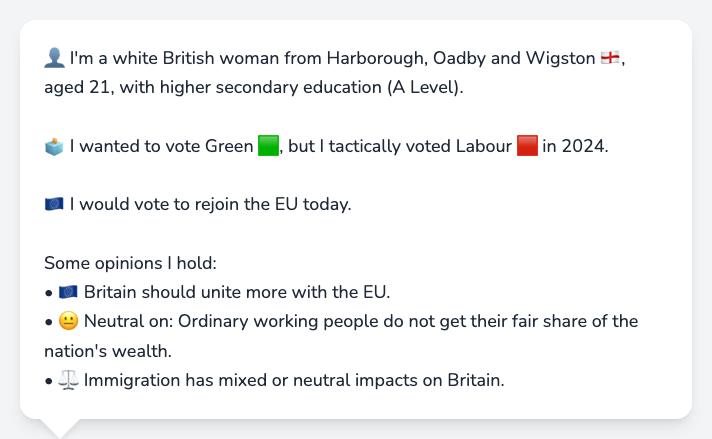 👤 I'm a white British woman from Harborough, Oadby and Wigston 🏴󠁧󠁢󠁥󠁮󠁧󠁿,
aged 21, with higher secondary education (A Level).
🗳️ I wanted to vote Green 🟩, but I tactically voted Labour 🟥 in 2024.
🇪🇺 I would vote to rejoin the EU today.
Some opinions I hold:
• 🇪🇺 Britain should unite more with the EU.
• 😐 Neutral on: Ordinary working people do not get their fair share of the
nation's wealth.
• ⚖️ Immigration has mixed or neutral impacts on Britain.